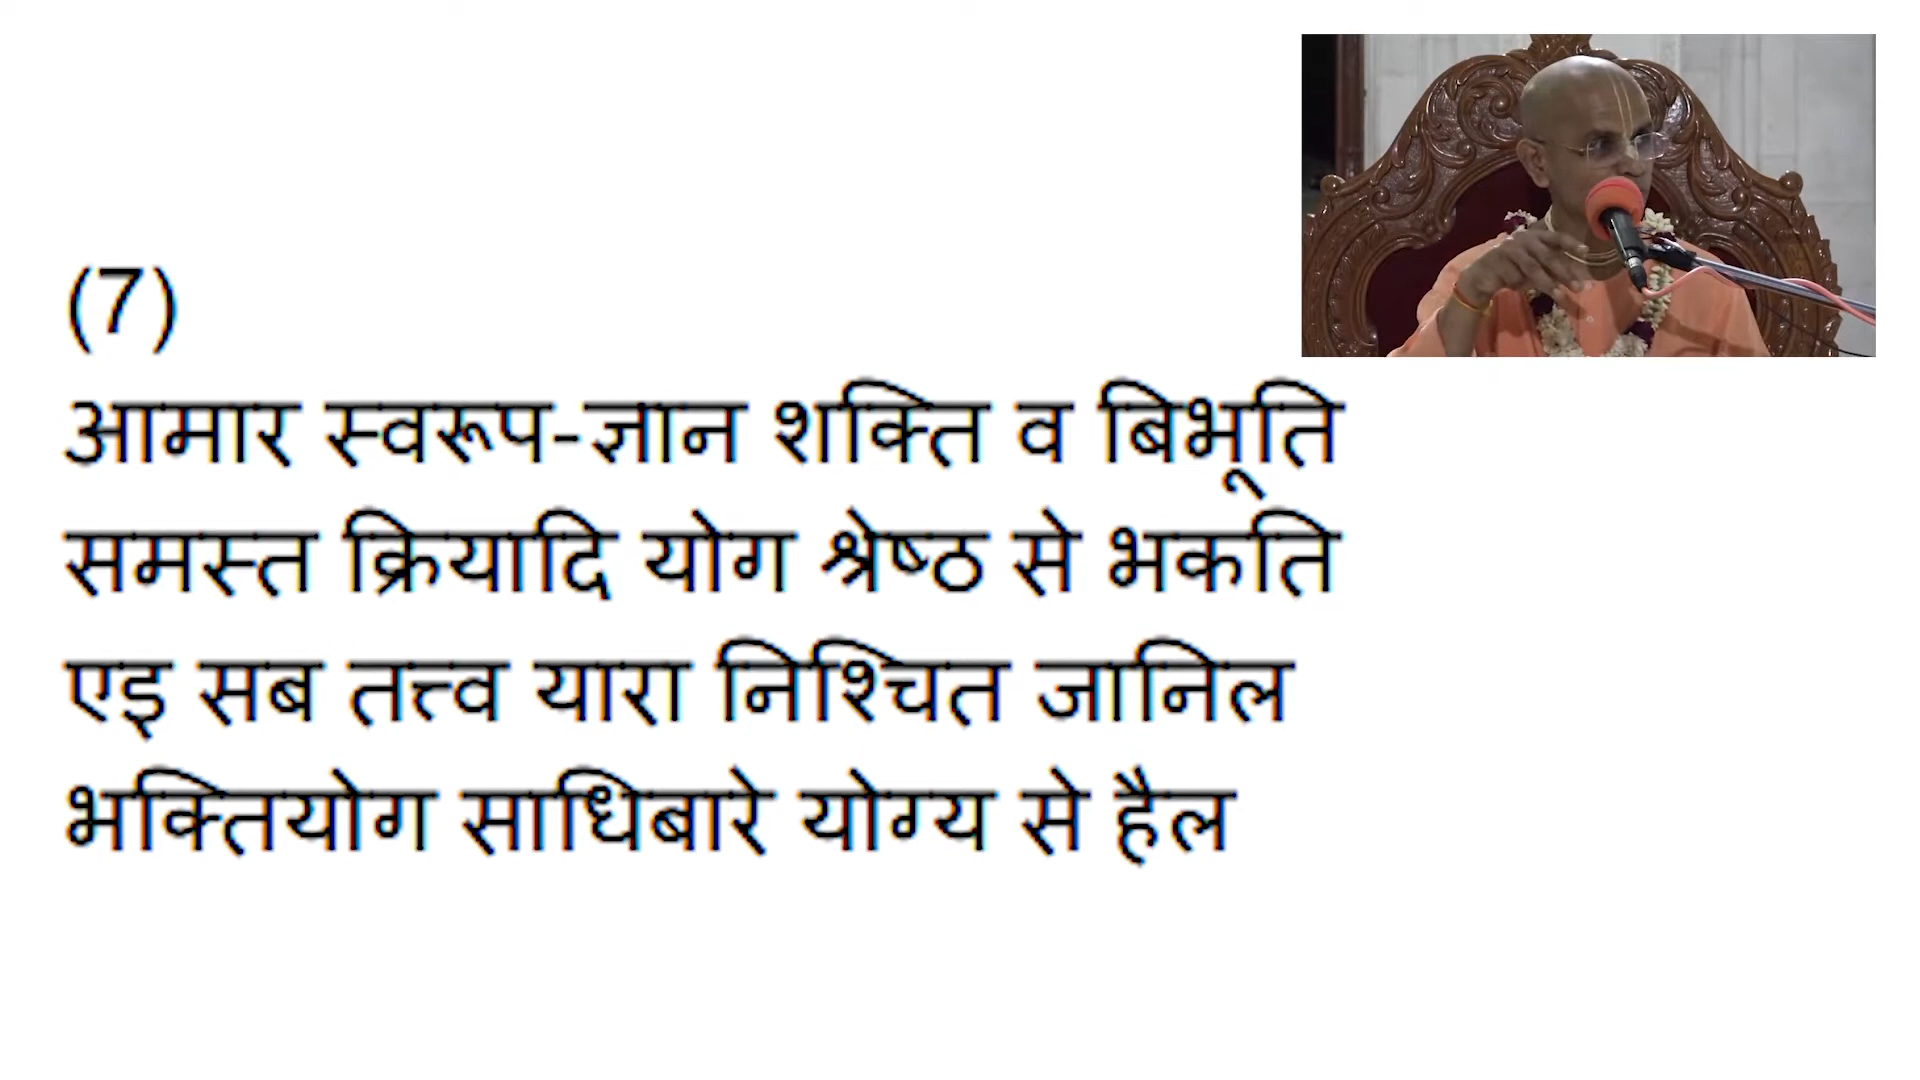 (7)
आमार स्वरूप-ज्ञान शक्ति व बिभूति
समस्त क्रियादि योग श्रेष्ठ से भकति
एइ सब तत्त्व यारा निश्चित जानिल
भक्तियोग साधिबारे योग्य से हैल